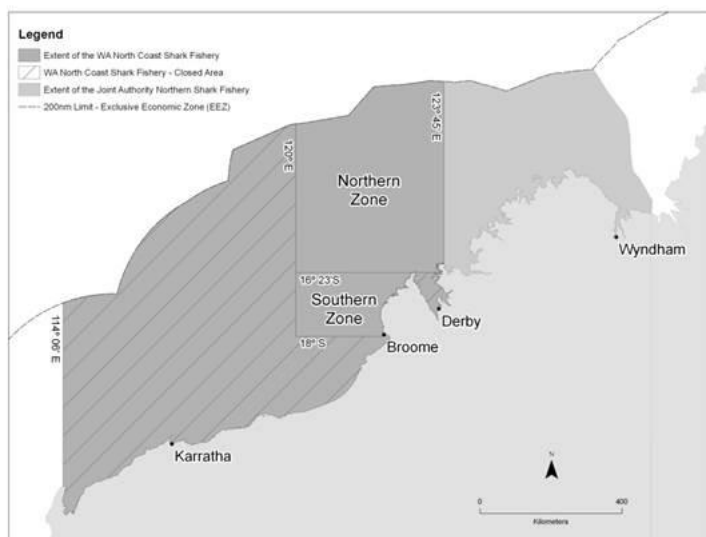 Legend
Extent of the WA North Coast Shark Fishery
WA North Coast Shark Fishery - Closed Area
Extent of the Joint Authority Northern Shark Fishery
200nm Limit - Exclusive Economic Zone (EEZ)
120° E
123° 45' E
Northern
Zone
Wyndham
16° 23'S
Southern
Zone
Derby
114° 06' E
18° S
Broome
Karratha
N
0
400
Kilometers